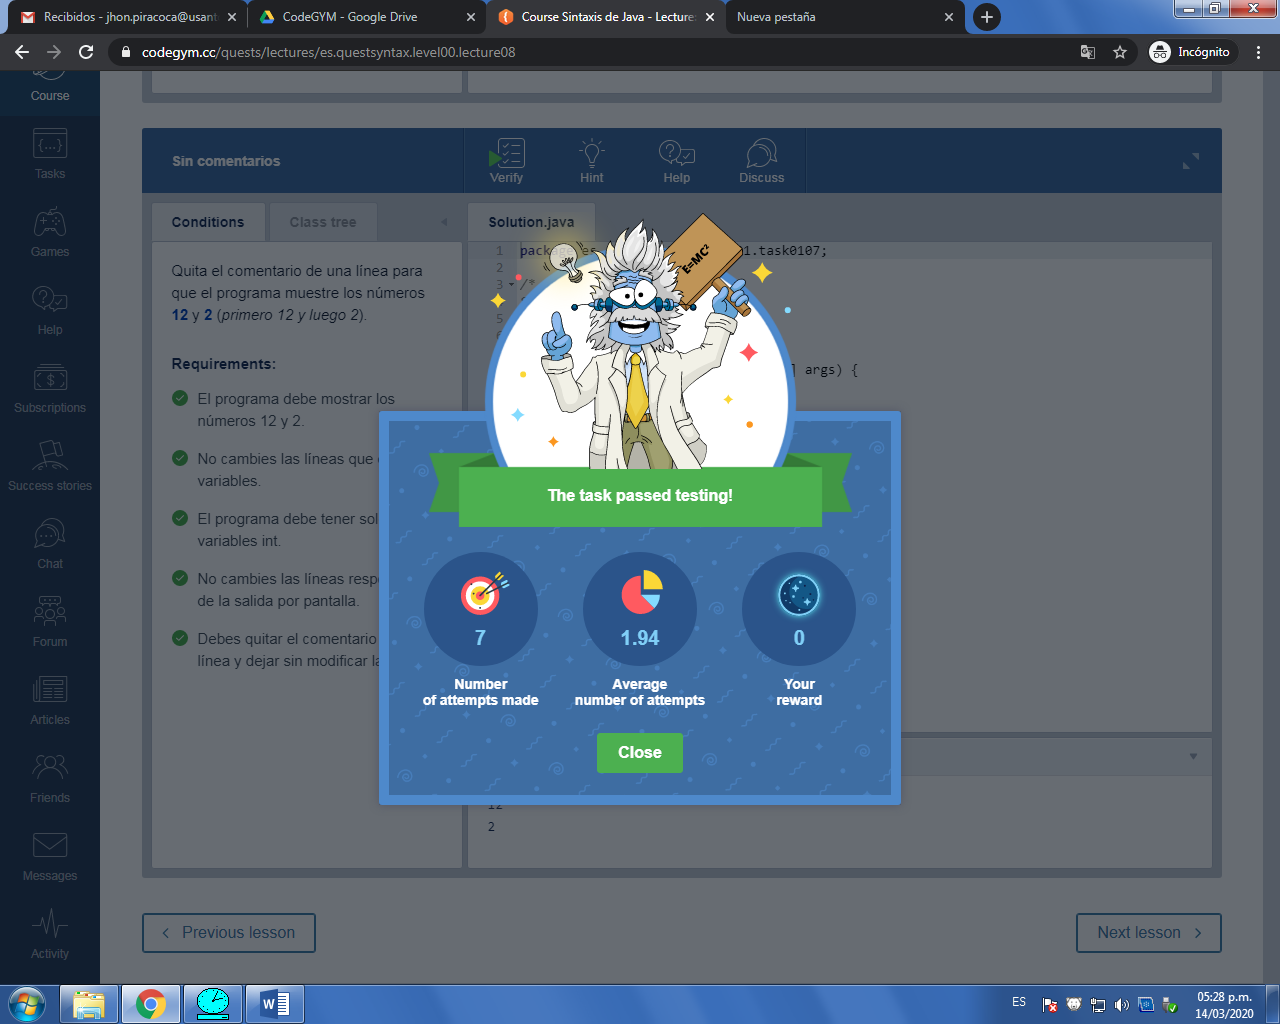 Recibidos - jhon.piracoca@usant
CodeGYM - Google Drive
Course Sintaxis de Java - Lecture
Nueva pestaña
codegym.cc/quests/lectures/es.questsyntax.level00.lecture08
Incógnito
Course
Tasks
Games
Help
Subscriptions
Success stories
Chat
Forum
Articles
Friends
Messages
Activity
Sin comentarios
Verify
Hint
Help
Discuss
Conditions
Class tree
Solution.java
Quita el comentario de una línea para
que el programa muestre los números
12 y 2 (primero 12 y luego 2).
Requirements:
El programa debe mostrar los
números 12 y 2.
No cambies las líneas que
variables.
El programa debe tener sol
variables int.
No cambies las líneas resp
de la salida por pantalla.
Debes quitar el comentario
línea y dejar sin modificar la
1 package es 1.task0107;
2
3 /*
5
] args) {
E=MC²
The task passed testing!
7
Number
of attempts made
1.94
Average
number of attempts
0
Your
reward
Close
12
2
Previous lesson
Next lesson
ES
05:28 p.m.
14/03/2020